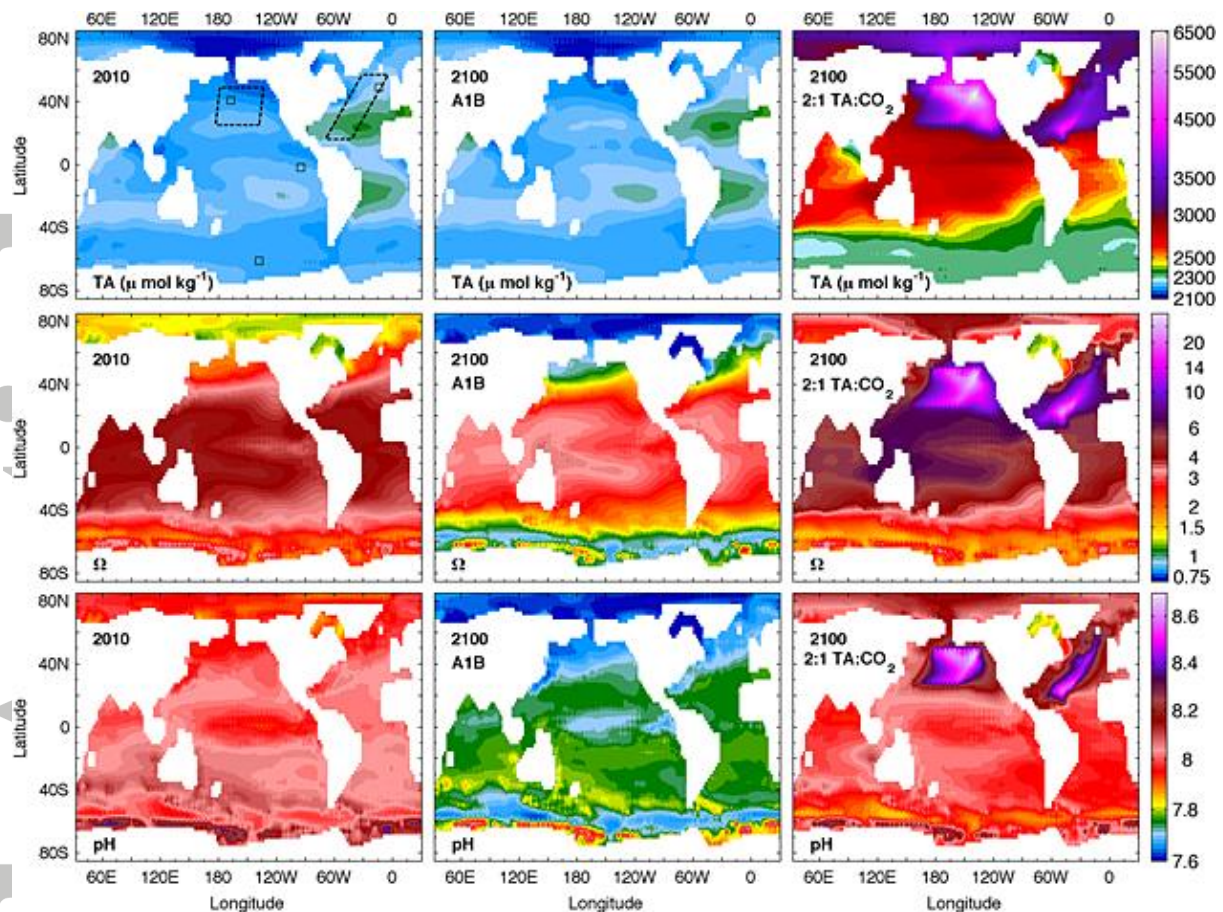 60E 120E 180 120W 60W 0 60E 120E 180 120W 60W 0 60E 120E 180 120W 60W 0
80N 2010 2100 2100 6500
A1B 2:1 TA:CO2 5500
40N 4500
Latitude 0 3500
3000
40S 2500
2300
80S TA (μ mol kg-1) TA (μ mol kg-1) TA (μ mol kg-1) 2100
80N 2010 2100 2100 20
A1B 2:1 TA:CO2 14
40N 10
Latitude 0 6
4
3
40S 2
1.5
1
80S Ω Ω Ω 0.75
80N 2010 2100 2100 8.6
A1B 2:1 TA:CO2
40N 8.4
Latitude 0 8.2
8
40S 7.8
80S pH pH pH 7.6
60E 120E 180 120W 60W 0 60E 120E 180 120W 60W 0 60E 120E 180 120W 60W 0
Longitude Longitude Longitude